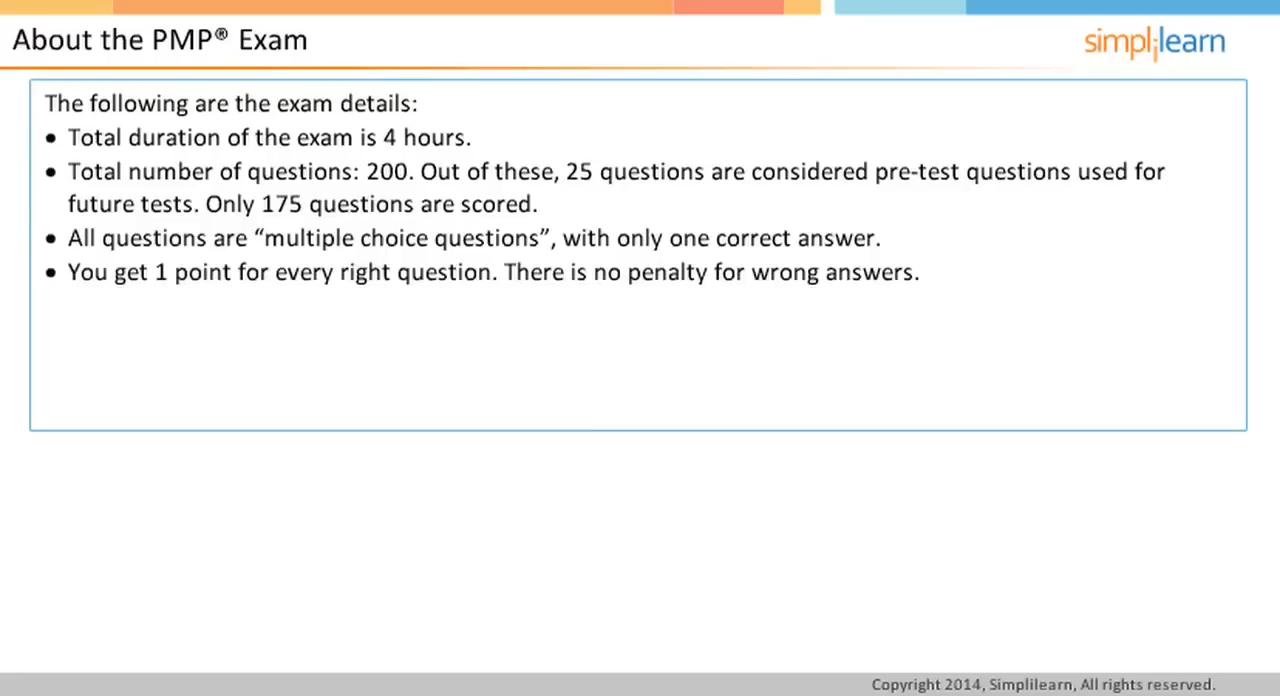 About the PMP® Exam
simplilearn
The following are the exam details:
• Total duration of the exam is 4 hours.
• Total number of questions: 200. Out of these, 25 questions are considered pre-test questions used for
future tests. Only 175 questions are scored.
• All questions are “multiple choice questions”, with only one correct answer.
• You get 1 point for every right question. There is no penalty for wrong answers.
Copyright 2014, Simplilearn, All rights reserved.